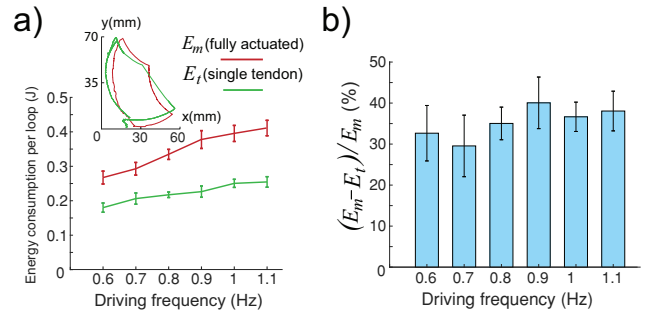 a)
y(mm)
70
40
0
30
60
x(mm)
E_m (fully actuated)
E_t (single tendon)
Energy consumption per loop (J)
0.5
0.4
0.3
0.2
0.1
0
0.6 0.7 0.8 0.9 1 1.1
Driving frequency (Hz)
b)
(E_m−E_t)/E_m (%)
50
40
30
30
10
0
0.6 0.7 0.8 0.9 1 1.1
Driving frequency (Hz)